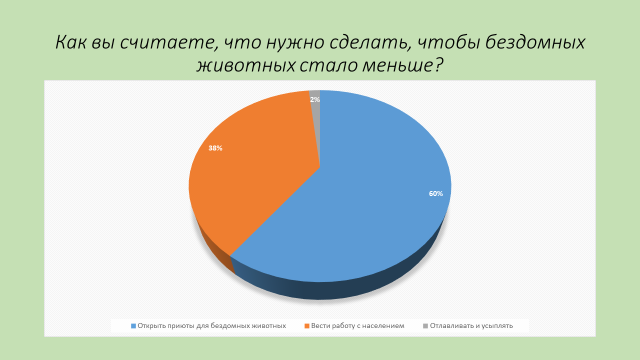 Как вы считаете, что нужно сделать, чтобы бездомных
животных стало меньше?
2%
38%
60%
Открыть приюты для бездомных животных Вести работу с населением Отлавливать и усыплять